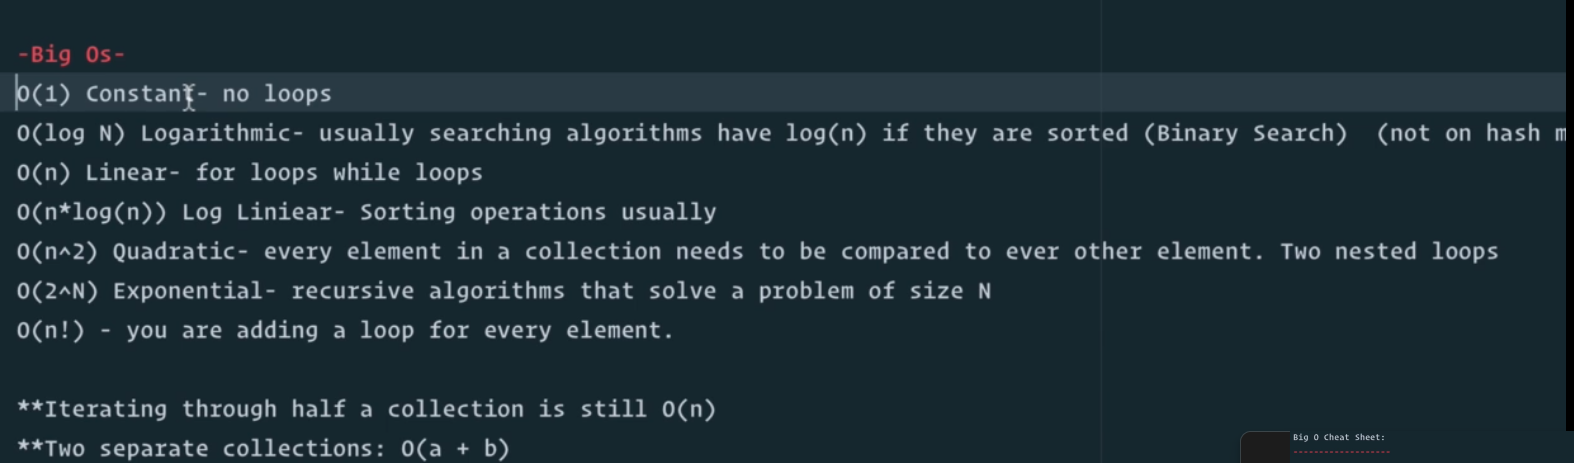 -Big Os-
O(1) Constant- no loops
O(log N) Logarithmic- usually searching algorithms have log(n) if they are sorted (Binary Search)  (not on hash m
O(n) Linear- for loops while loops
O(n*log(n)) Log Liniear- Sorting operations usually
O(n^2) Quadratic- every element in a collection needs to be compared to ever other element. Two nested loops
O(2^N) Exponential- recursive algorithms that solve a problem of size N
O(n!) - you are adding a loop for every element.
**Iterating through half a collection is still O(n)
**Two separate collections: O(a + b)
Big O Cheat Sheet:
-------------------